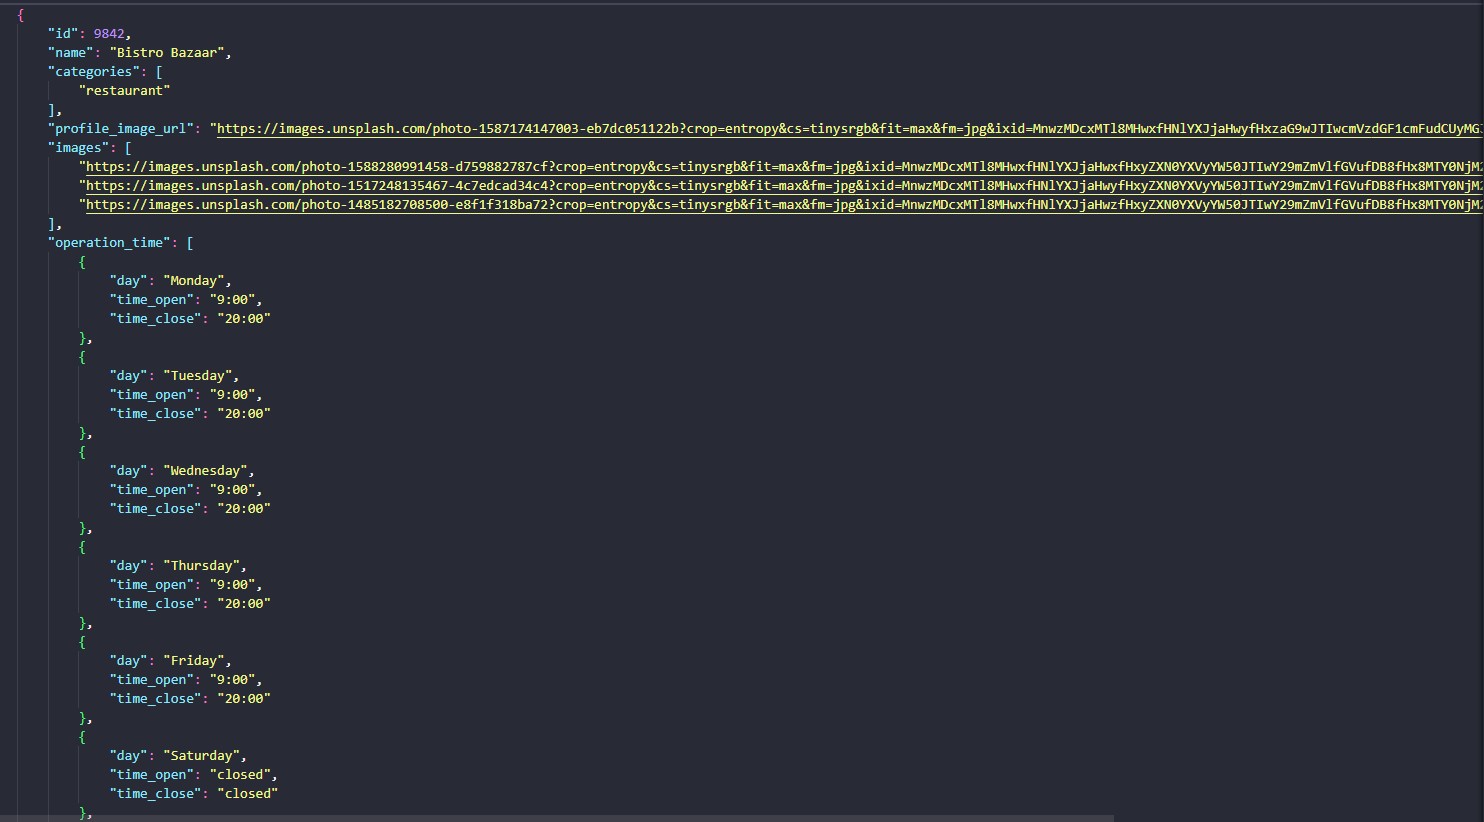 {
"id": 9842,
"name": "Bistro Bazaar",
"categories": [
"restaurant"
],
"profile_image_url": "https://images.unsplash.com/photo-1587174147003-eb7dc051122b?crop=entropy&cs=tinysrgb&fit=max&fm=jpg&ixid=MnwzMDcxMTl8MHwxfHNlYXJjaHwyfHxzaG9wJTIwcmVzdGF1cmFudCUyMG
"images": [
"https://images.unsplash.com/photo-1588280991458-d759882787cf?crop=entropy&cs=tinysrgb&fit=max&fm=jpg&ixid=MnwzMDcxMTl8MHwxfHNlYXJjaHwxfHxyZXN0YXVyYW50JTIwY29mZmVlfGVufDB8fHx8MTY0NjM
"https://images.unsplash.com/photo-1517248135467-4c7edcad34c4?crop=entropy&cs=tinysrgb&fit=max&fm=jpg&ixid=MnwzMDcxMTl8MHwxfHNlYXJjaHwyfHxyZXN0YXVyYW50JTIwY29mZmVlfGVufDB8fHx8MTY0NjM
"https://images.unsplash.com/photo-1485182708500-e8f1f318ba72?crop=entropy&cs=tinysrgb&fit=max&fm=jpg&ixid=MnwzMDcxMTl8MHwxfHNlYXJjaHwzfHxyZXN0YXVyYW50JTIwY29mZmVlfGVufDB8fHx8MTY0NjM
],
"operation_time": [
{
"day": "Monday",
"time_open": "9:00",
"time_close": "20:00"
},
{
"day": "Tuesday",
"time_open": "9:00",
"time_close": "20:00"
},
{
"day": "Wednesday",
"time_open": "9:00",
"time_close": "20:00"
},
{
"day": "Thursday",
"time_open": "9:00",
"time_close": "20:00"
},
{
"day": "Friday",
"time_open": "9:00",
"time_close": "20:00"
},
{
"day": "Saturday",
"time_open": "closed",
"time_close": "closed"
},